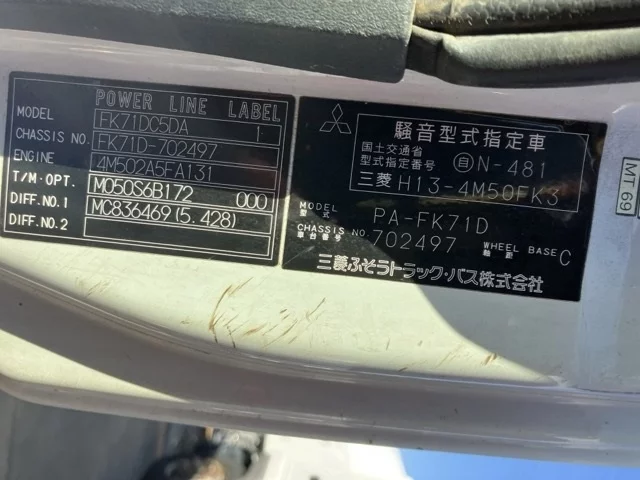 POWER LINE LABEL
MODEL FK71DC5DA 1
CHASSIS NO. FK71D-702497
ENGINE 4M502A5FA131
T/M•OPT. M050S6B172 000
DIFF.NO.1 MC836469(5.428)
DIFF.NO.2
騒音型式指定車
国土交通省
型式指定番号 自N-481
三菱 H13-4M50FK3
MODEL 型式 PA-FK71D
CHASSIS NO. 車台番号 702497 WHEEL BASE 軸距 C
三菱ふそうトラック・バス株式会社
MT-69